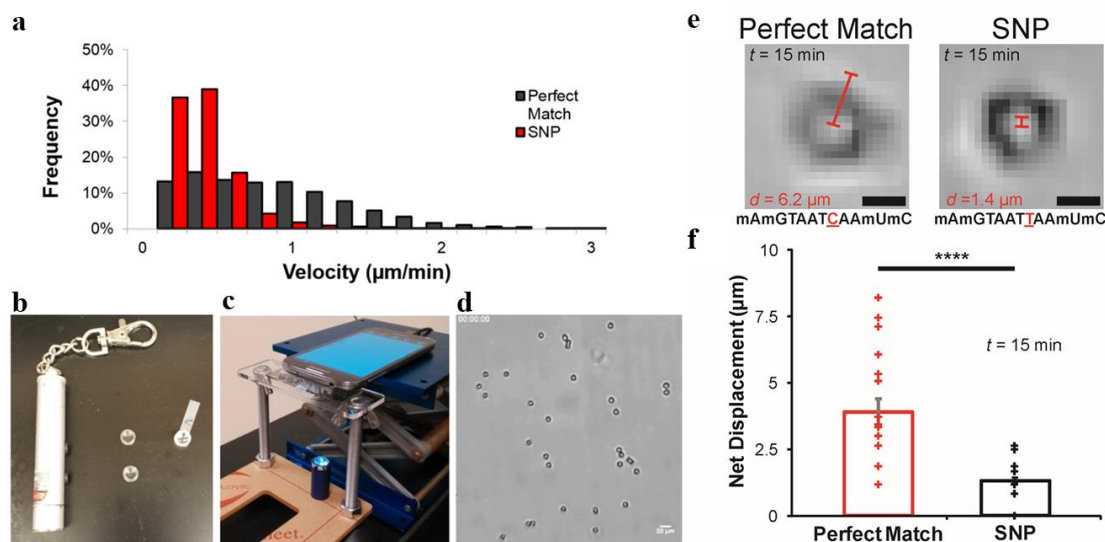 a
50%
40%
30%
20%
10%
0%
Frequency
Perfect
Match
SNP
0
1
2
3
Velocity (µm/min)
b
c
d
00:00:00
20 µm
e
Perfect Match
t = 15 min
d = 6.2 µm
mAmGTAATCAAmUmC
SNP
t = 15 min
d =1.4 µm
mAmGTAATTAAmUmC
f
10
7.5
5
2.5
0
Net Displacement (µm)
****
t = 15 min
Perfect Match
SNP